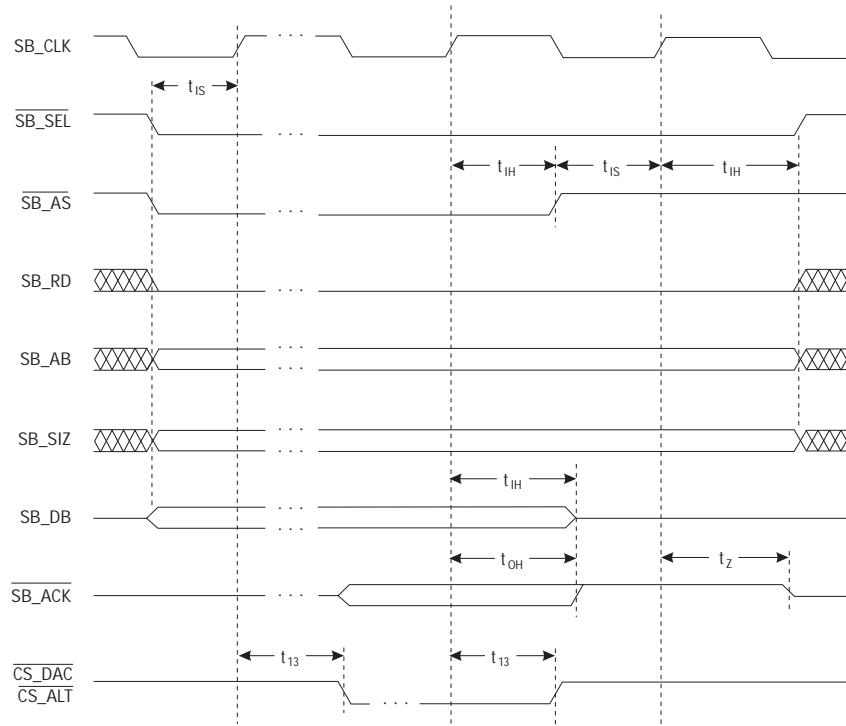 SB_CLK . . .
t_IS
SB_SEL . . .
t_IH t_IS t_IH
SB_AS . . .
SB_RD . . .
SB_AB . . . . . .
SB_SIZ . . . . . .
t_IH
SB_DB . . . . . .
t_OH t_Z
SB_ACK . . .
t_13 t_13
CS_DAC
CS_ALT . . .